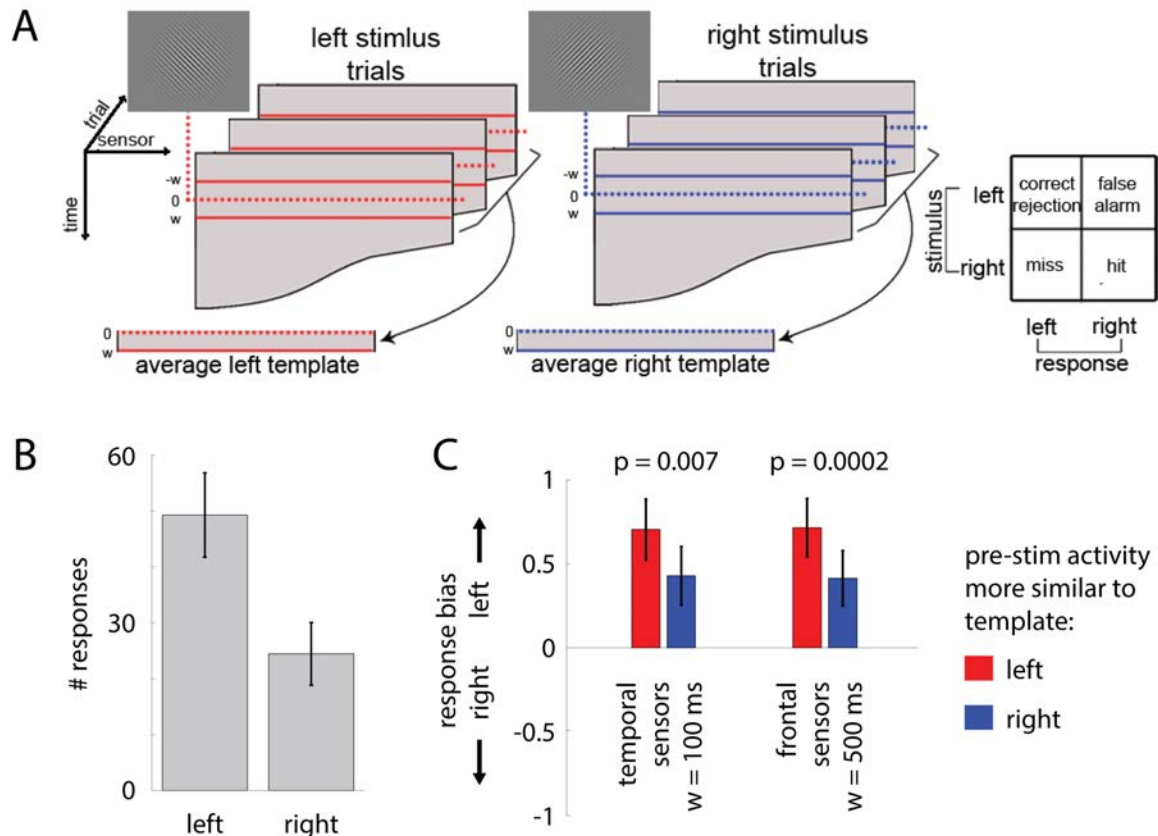 A
left stimlus
trials
right stimulus
trials
trial
sensor
time
-w
0
w
-w
0
w
0
w
average left template
0
w
average right template
stimulus
left
right
correct
rejection
false
alarm
miss
hit
left
right
response
B
60
30
0
# responses
left
right
C
p = 0.007
p = 0.0002
1
0.5
0
-0.5
-1
response bias
right
left
temporal
sensors
w = 100 ms
frontal
sensors
w = 500 ms
pre-stim activity
more similar to
template:
left
right